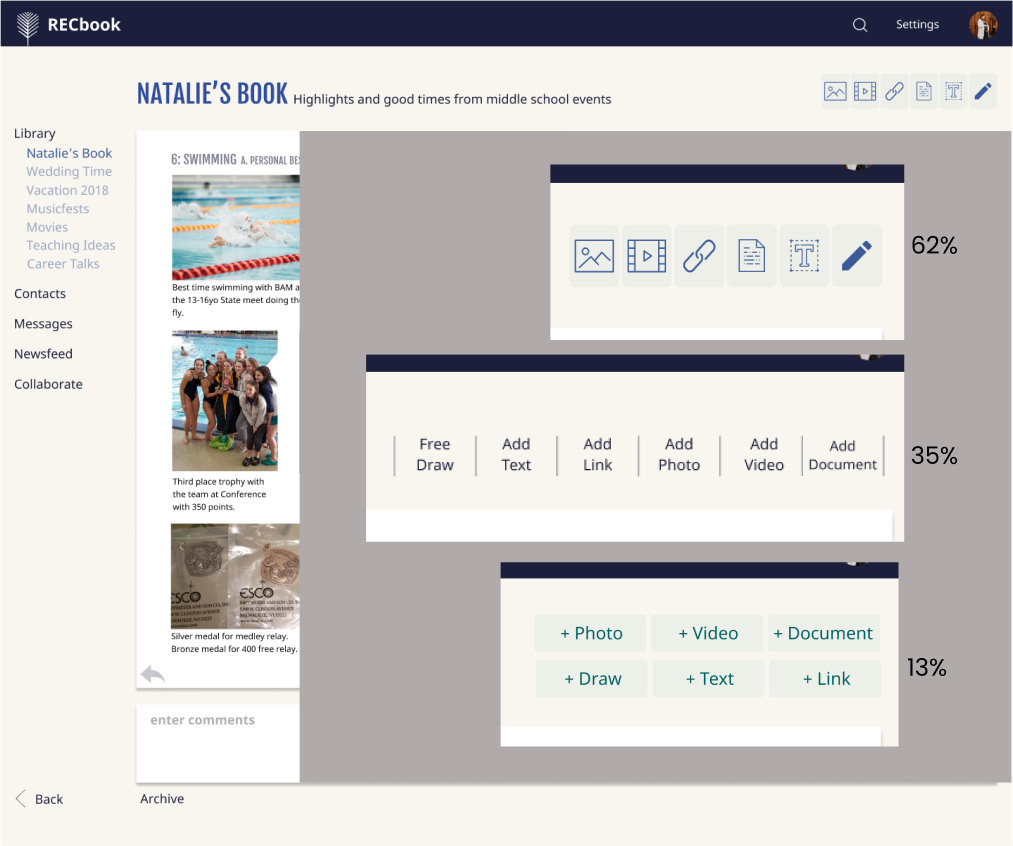 RECbook
Settings
NATALIE'S BOOK Highlights and good times from middle school events
T
Library
Natalie's Book
Wedding Time
Vacation 2018
Musicfests
Movies
Teaching Ideas
Career Talks
Contacts
Messages
Newsfeed
Collaborate
6: SWIMMING A. PERSONAL BES
Best time swimming with BAM a
the 13-16yo State meet doing the
fly.
Third place trophy with
the team at Conference
with 350 points.
ESCO
ESCO
Silver medal for medley relay.
Bronze medal for 400 free relay.
enter comments
T
62%
Free Draw
Add Text
Add Link
Add Photo
Add Video
Add Document
35%
+ Photo
+ Video
+ Document
+ Draw
+ Text
+ Link
13%
Back
Archive